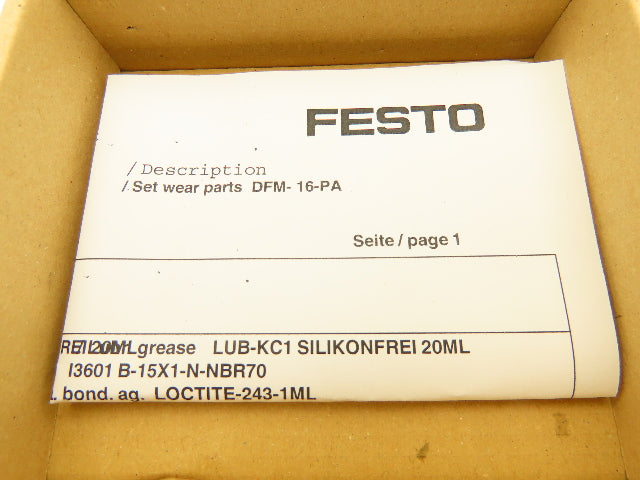 FESTO
/Description
/Set wear parts DFM- 16-PA
Seite / page 1
grease LUB-KC1 SILIKONFREI 20ML
I3601 B-15X1-N-NBR70
bond. ag. LOCTITE-243-1ML